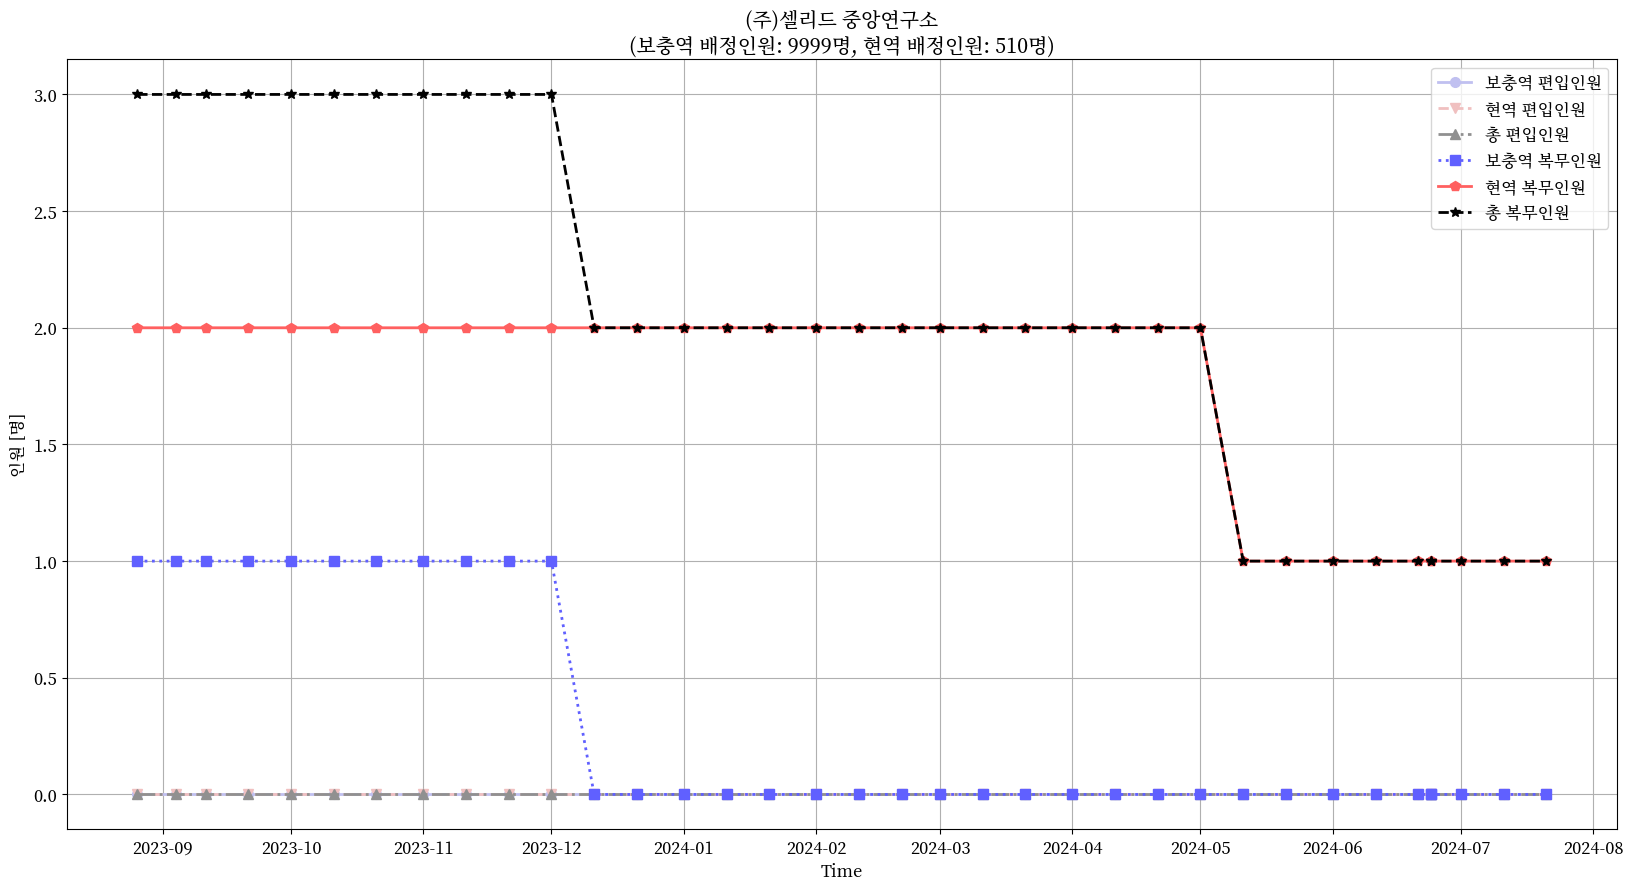 (주)셀리드 중앙연구소
(보충역 배정인원: 9999명, 현역 배정인원: 510명)
보충역 편입인원
현역 편입인원
총 편입인원
보충역 복무인원
현역 복무인원
총 복무인원
인원 [명]
3.0
2.5
2.0
1.5
1.0
0.5
0.0
2023-09 2023-10 2023-11 2023-12 2024-01 2024-02 2024-03 2024-04 2024-05 2024-06 2024-07 2024-08
Time